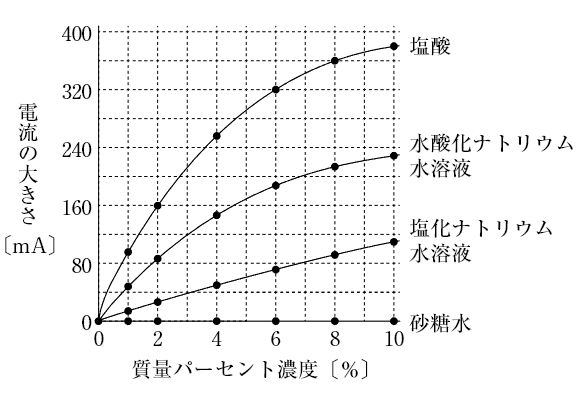 400
320
240
160
80
0
電流の大きさ
〔mA〕
塩酸
水酸化ナトリウム
水溶液
塩化ナトリウム
水溶液
砂糖水
0 2 4 6 8 10
質量パーセント濃度〔%〕